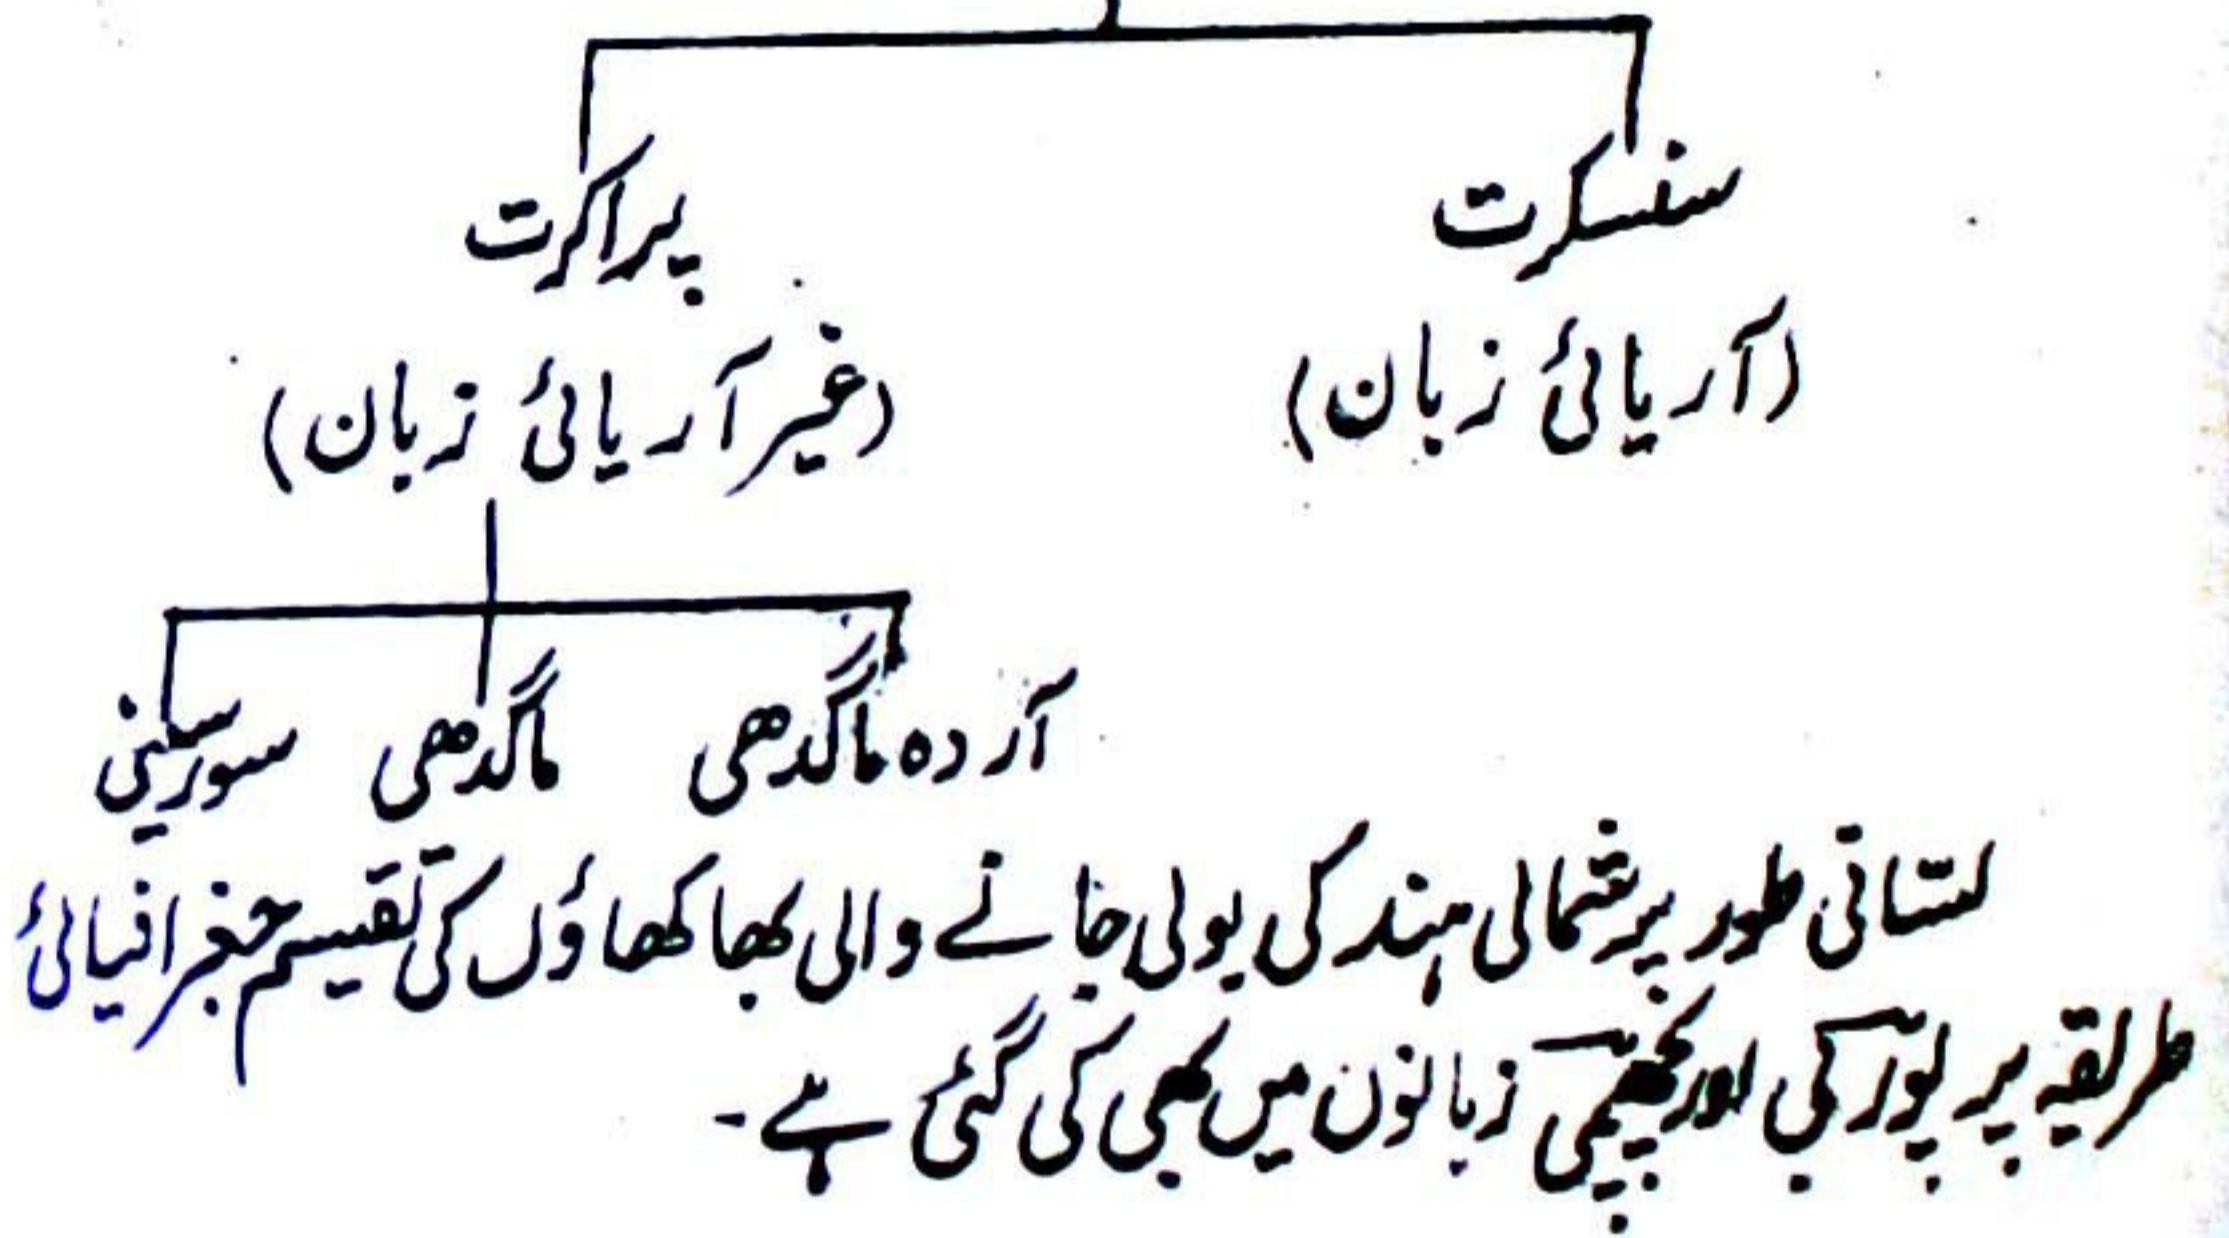 سنسکرت
پراکرت
(آریائی زبان)
(غیر آریائی زبان)
آردہ ماگدھی
ماگدھی
سورسینی
لسانی طور پر شمالی ہند کی بولی جانے والی بھاکھاؤں کی تقسیم جغرافیائی
طریقہ پر پوربی اور پچھمی زبانوں میں بھی کی گئی ہے۔